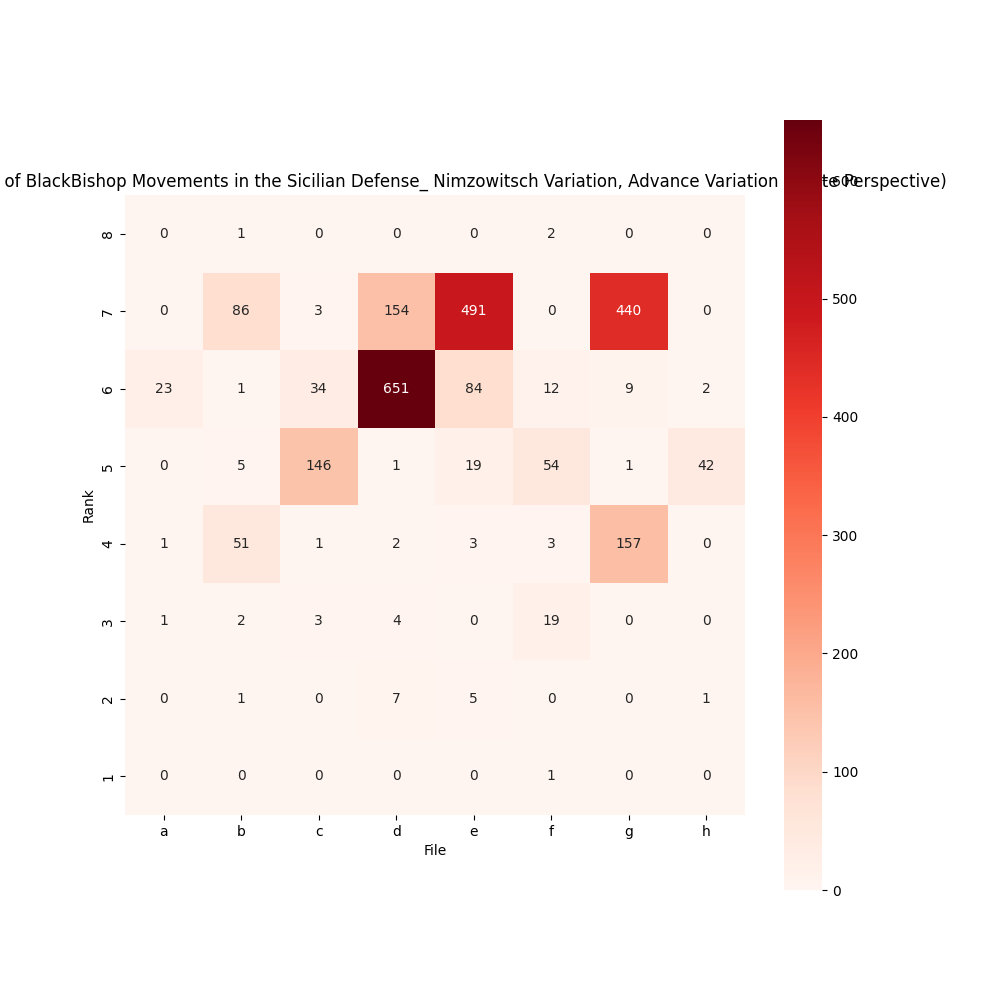 of BlackBishop Movements in the Sicilian Defense_ Nimzowitsch Variation, Advance Variation Perspective)
600
8 0 1 0 0 0 2 0 0
7 0 86 3 154 491 0 440 0
500
6 23 1 34 651 84 12 9 2
400
5 0 5 146 1 19 54 1 42
Rank
300
4 1 51 1 2 3 3 157 0
3 1 2 3 4 0 19 0 0
200
2 0 1 0 7 5 0 0 1
1 0 0 0 0 0 1 0 0
100
a b c d e f g h
File
0